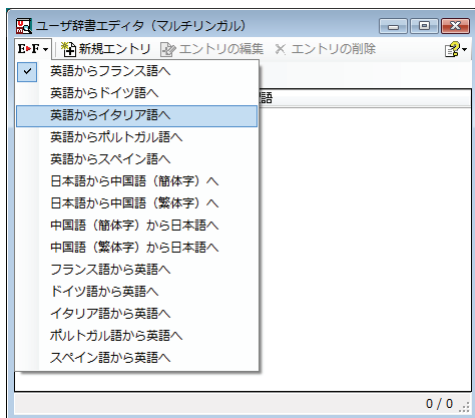 ユーザ辞書エディタ（マルチリンガル）
E▸F 新規エントリ エントリの編集 エントリの削除
英語からフランス語へ
英語からドイツ語へ
語
英語からイタリア語へ
英語からポルトガル語へ
英語からスペイン語へ
日本語から中国語（簡体字）へ
日本語から中国語（繁体字）へ
中国語（簡体字）から日本語へ
中国語（繁体字）から日本語へ
フランス語から英語へ
ドイツ語から英語へ
イタリア語から英語へ
ポルトガル語から英語へ
スペイン語から英語へ
0 / 0